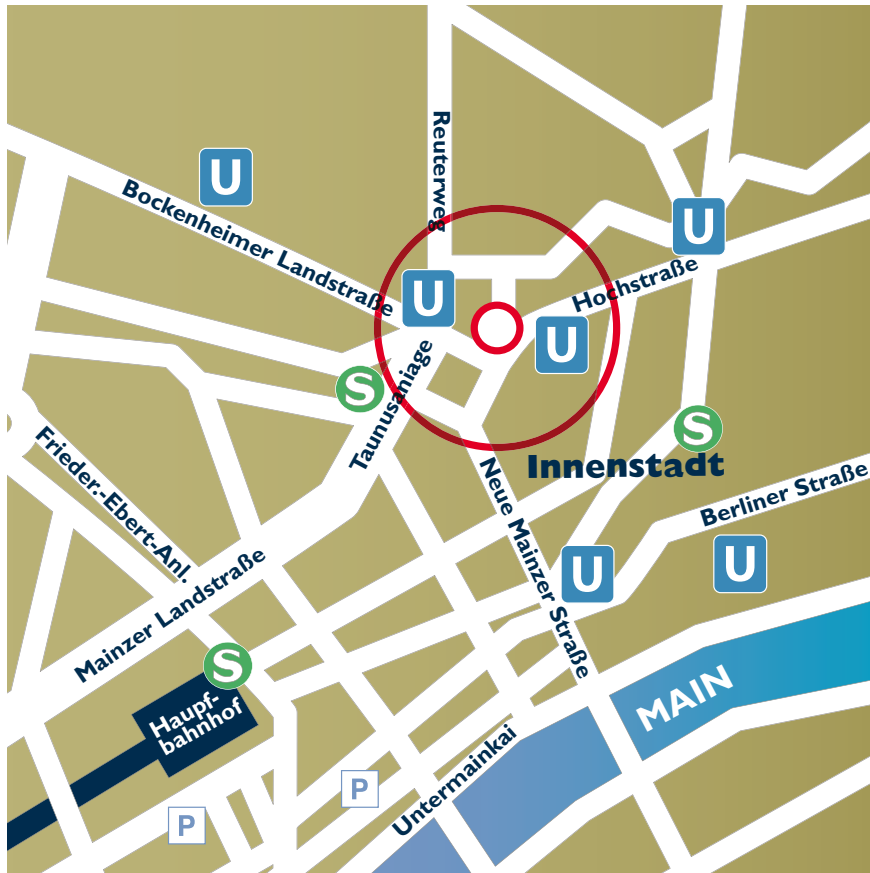 Reuterweg
U
Bockenheimer Landstraße
U
Hochstraße
U
U
S
Taunusaniage
S
Innenstadt
Frieder.-Ebert-Anl.
Neue Mainzer Straße
Berliner Straße
U
U
Mainzer Landstraße
S
Haupf-
bahnhof
MAIN
Untermainkai
P
P